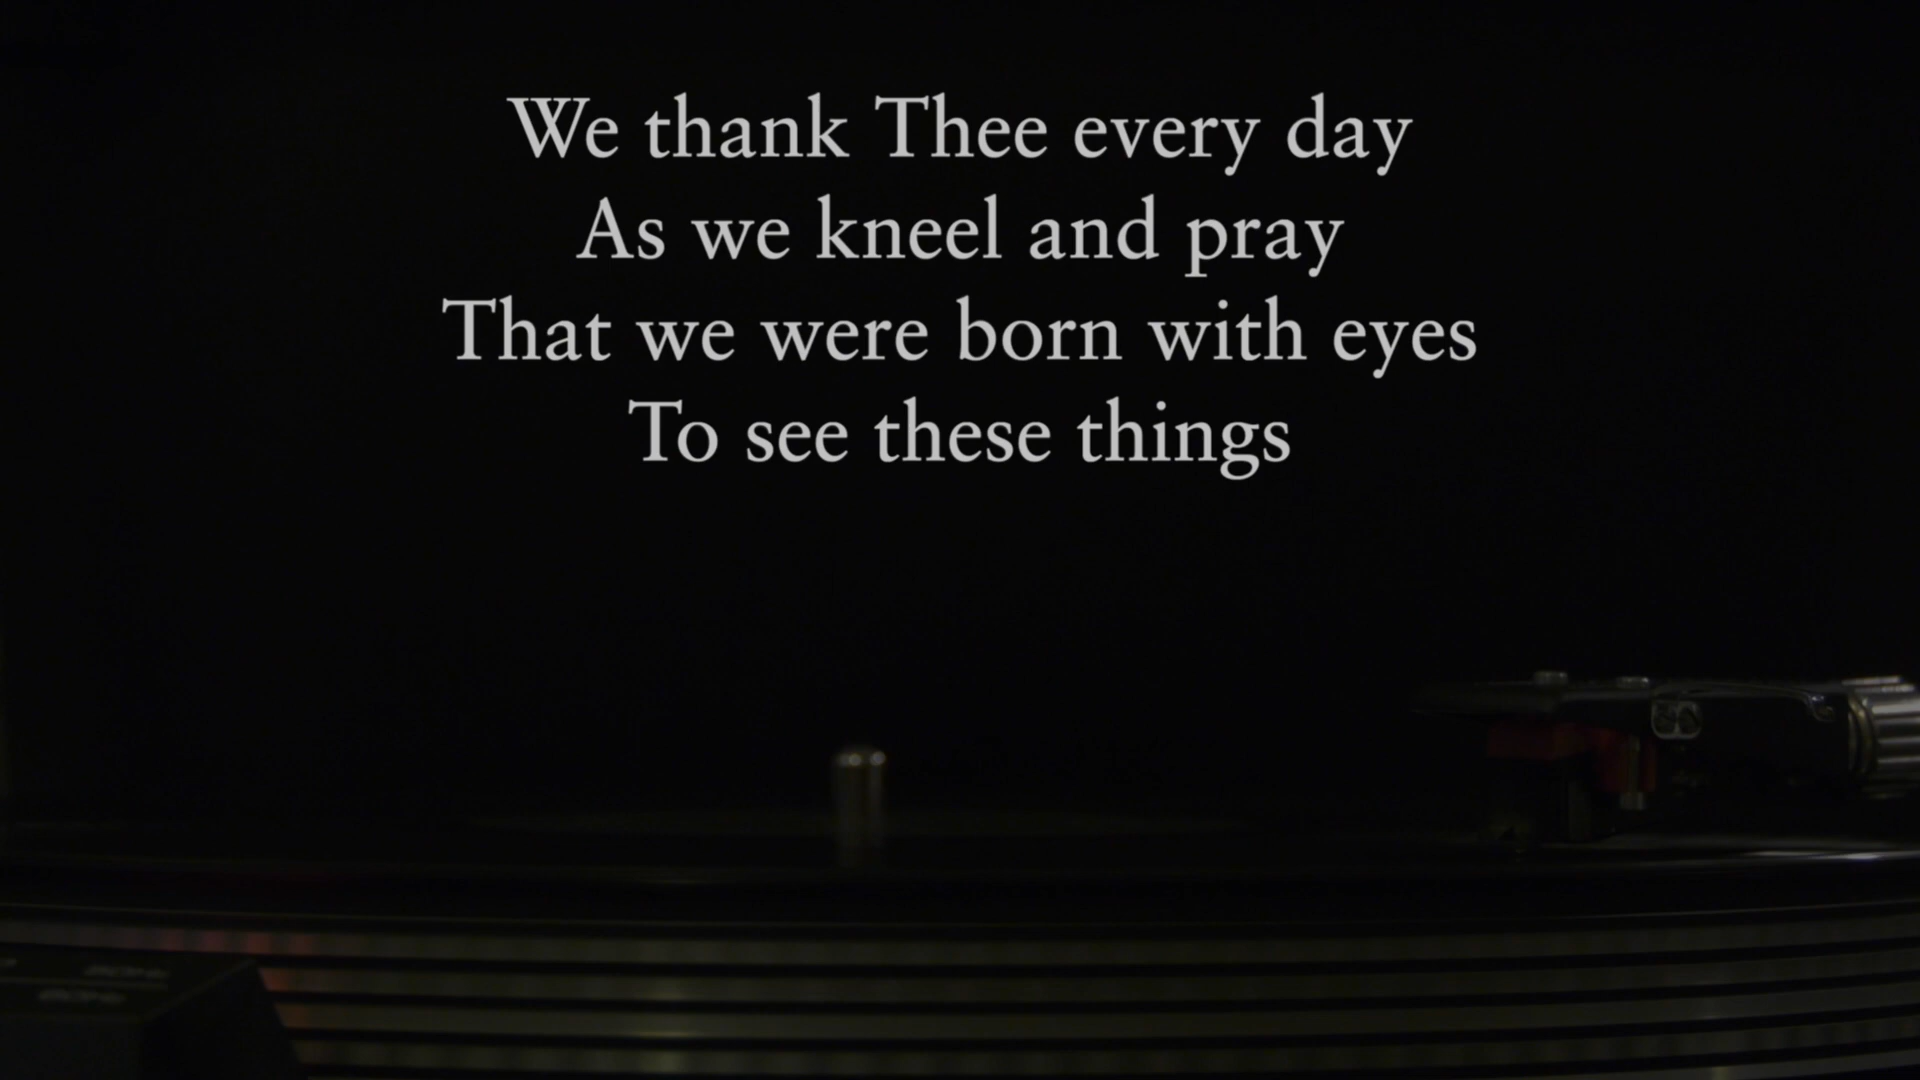 We thank Thee every day
As we kneel and pray
That we were born with eyes
To see these things